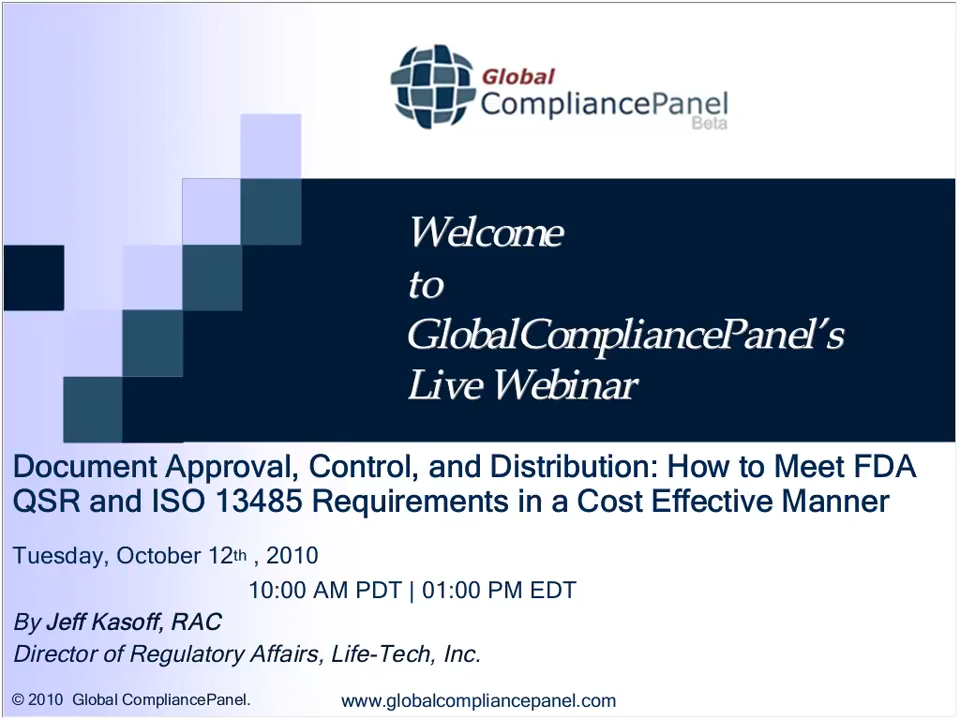 Global
CompliancePanel
Beta
Welcome
to
GlobalCompliancePanel's
Live Webinar
Document Approval, Control, and Distribution: How to Meet FDA
QSR and ISO 13485 Requirements in a Cost Effective Manner
Tuesday, October 12th , 2010
10:00 AM PDT | 01:00 PM EDT
By Jeff Kasoff, RAC
Director of Regulatory Affairs, Life-Tech, Inc.
© 2010 Global CompliancePanel.
www.globalcompliancepanel.com